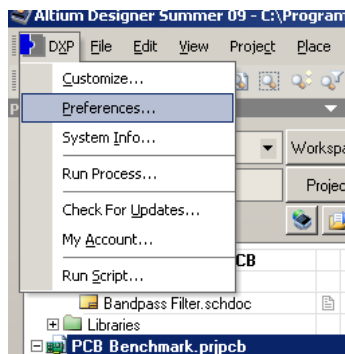 Altium Designer Summer 09 - C:\Program
DXP File Edit View Project Place
Customize...
Preferences...
System Info...
Workspa
Run Process...
Projec
Check For Updates...
My Account...
CB
Run Script...
Bandpass Filter.schdoc
Libraries
PCB Benchmark.prjpcb